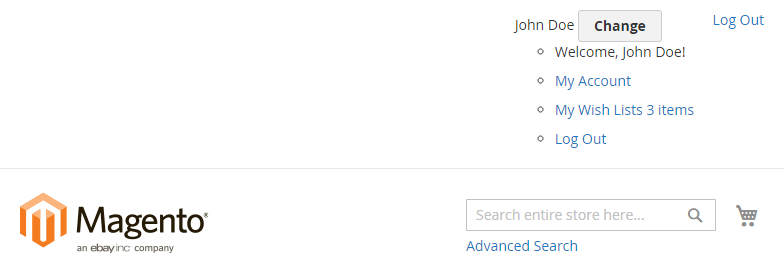 John Doe Change Log Out
Welcome, John Doe!
My Account
My Wish Lists 3 items
Log Out
Magento®
Search entire store here...
an ebay inc company
Advanced Search